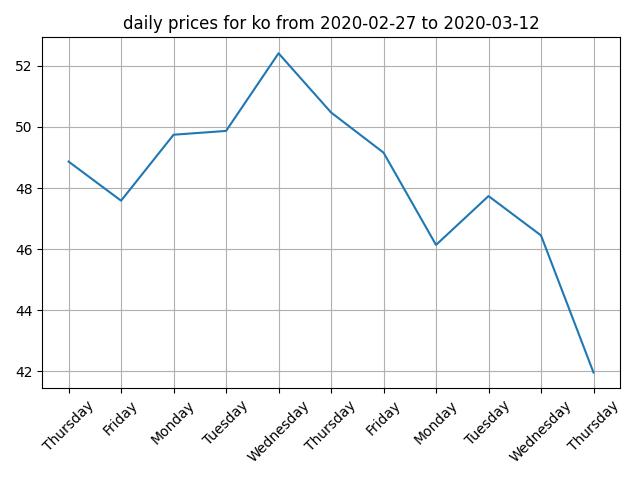 daily prices for ko from 2020-02-27 to 2020-03-12
52
50
48
46
44
42
Thursday
Friday
Monday
Tuesday
Wednesday
Thursday
Friday
Monday
Tuesday
Wednesday
Thursday